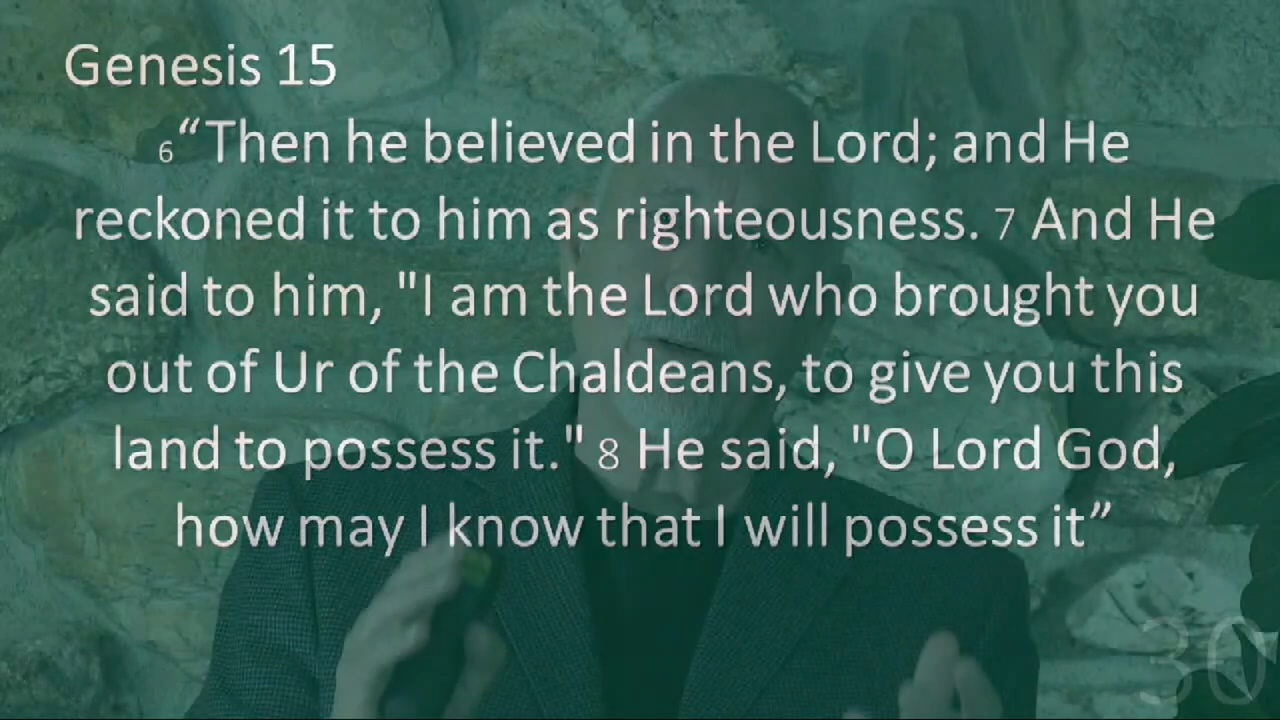 Genesis 15
6“Then he believed in the Lord; and He
reckoned it to him as righteousness. 7 And He
said to him, "I am the Lord who brought you
out of Ur of the Chaldeans, to give you this
land to possess it." 8 He said, "O Lord God,
how may I know that I will possess it”
30